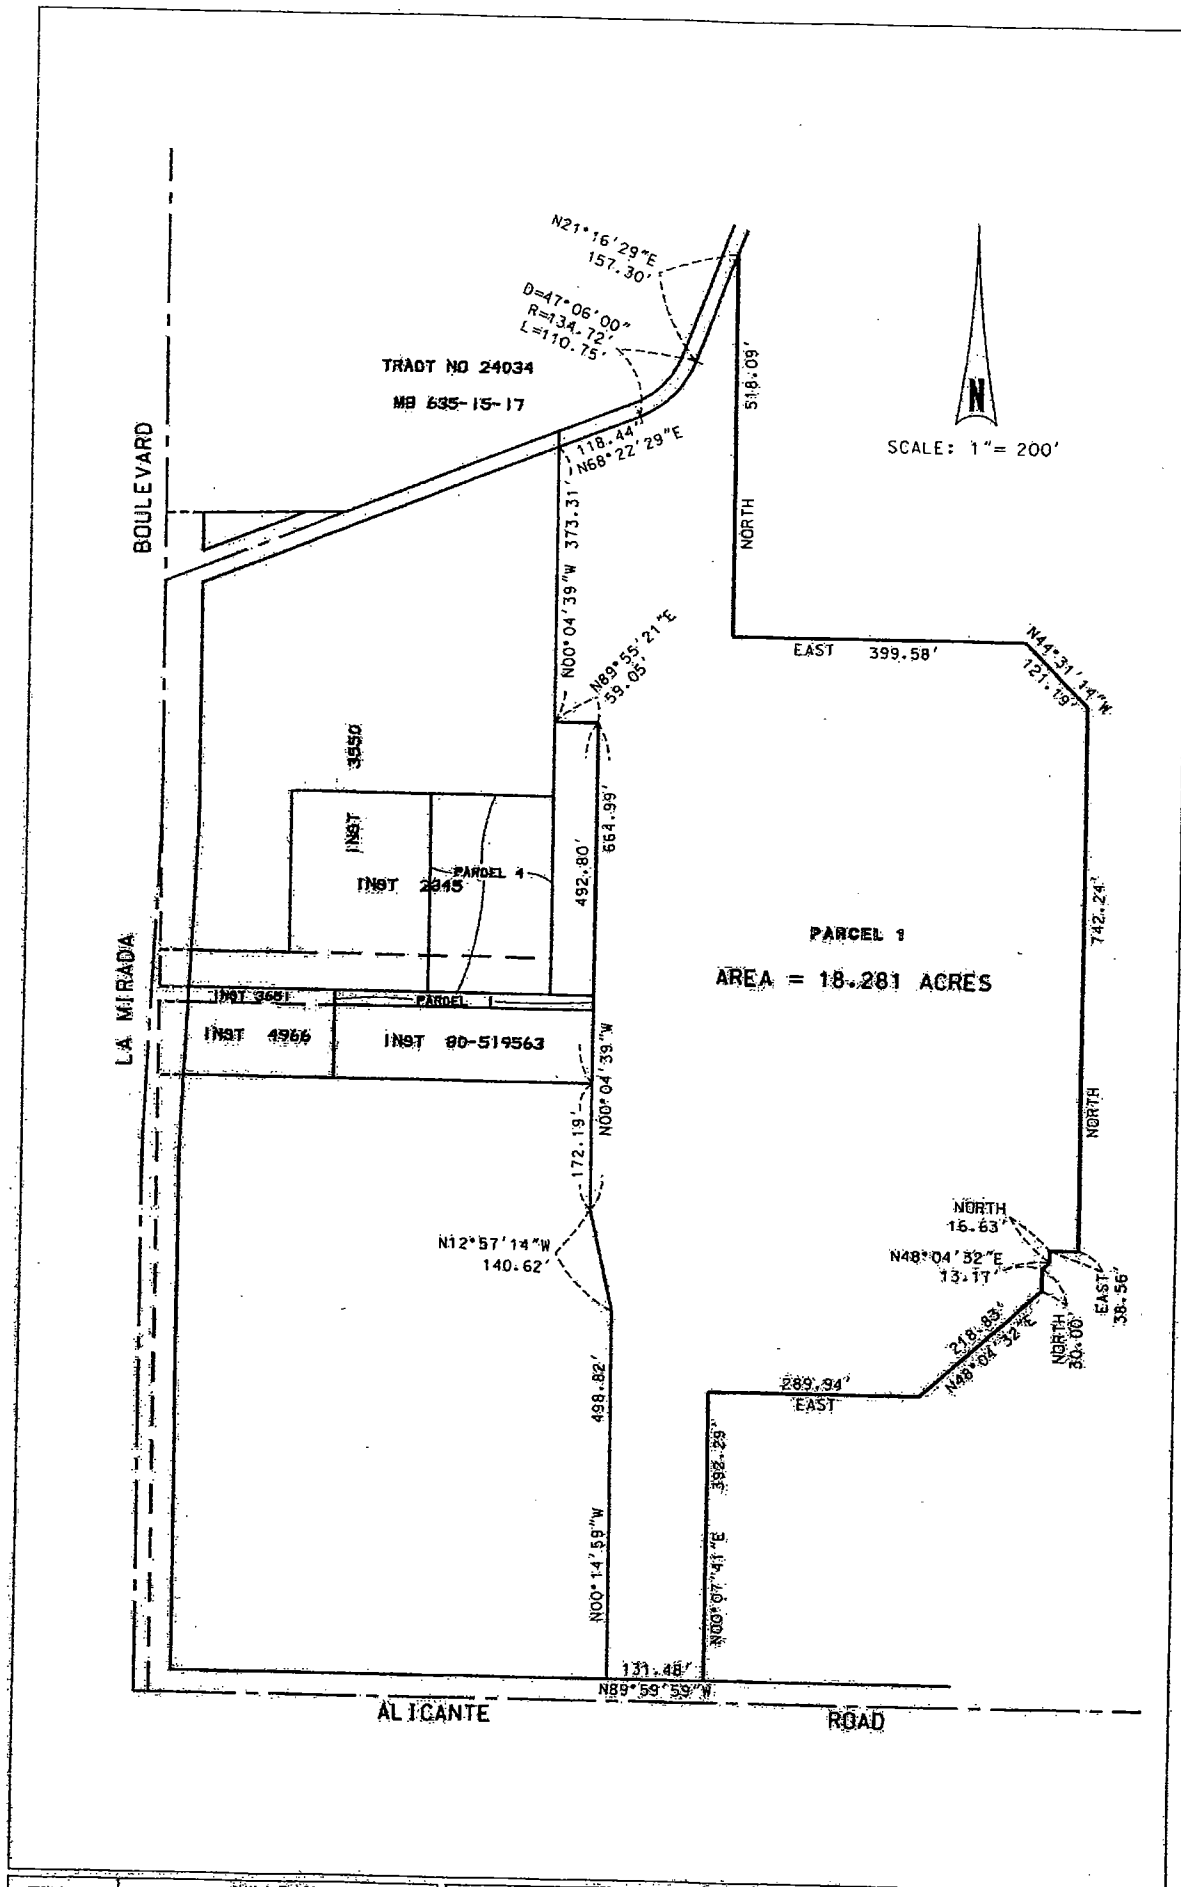 N21°16'29"E
157.30'
D=47°06'00"
R=134.72'
L=110.75'
TRADT NO 24034
MB 635-15-17
118.44'
N68°22'29"E
518.09'
NORTH
N
SCALE: 1"= 200'
BOULEVARD
N00°04'39"W 373.31'
N89°55'21"E
59.05'
EAST 399.58'
N44°31'14"W
121.19'
INST 3550
INST 2345
PARDEL 4
492.80'
664.99'
N00°04'39"W
PARCEL 1
AREA = 18.281 ACRES
742.24'
NORTH
LA MIRADA
INST 3651
PARDEL 1
INST 4966
INST 80-519563
172.19'
N12°57'14"W
140.62'
NORTH
16.63'
N48°04'32"E
13.17'
EAST
38.56'
NORTH
30.00'
218.83'
N48°04'32"E
289.94'
EAST
498.82'
N00°14'59"W
392.29'
N00°07'41"E
131.48'
N89°59'59"W
ALICANTE ROAD